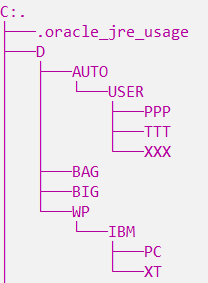 C:.
.oracle_jre_usage
D
AUTO
USER
PPP
TTT
XXX
BAG
BIG
WP
IBM
PC
XT